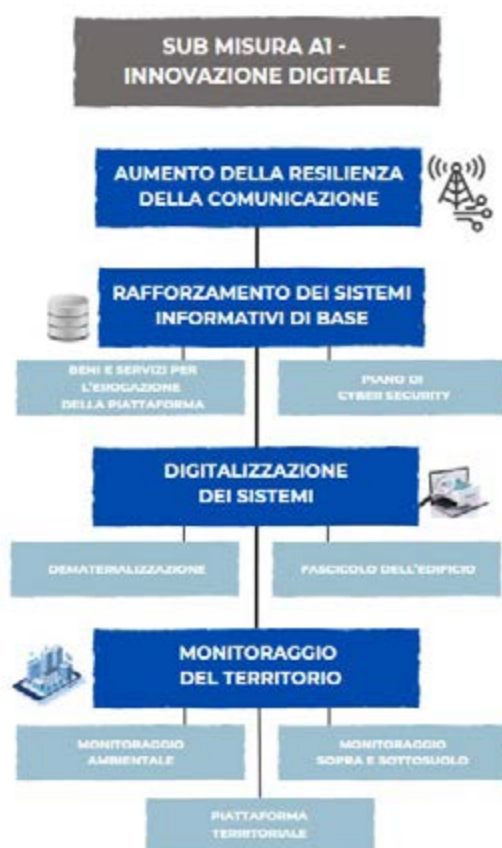 SUB MISURA A1 -
INNOVAZIONE DIGITALE
AUMENTO DELLA RESILIENZA
DELLA COMUNICAZIONE
RAFFORZAMENTO DEI SISTEMI
INFORMATIVI DI BASE
BENI E SERVIZI PER
L'EROGAZIONE
DELLA PIATTAFORMA
PIANO DI
CYBER SECURITY
DIGITALIZZAZIONE
DEI SISTEMI
DEMATERIALIZZAZIONE
FASCICOLO DELL'EDIFICIO
MONITORAGGIO
DEL TERRITORIO
MONITORAGGIO
AMBIENTALE
MONITORAGGIO
SOPRA E SOTTOSUOLO
PIATTAFORMA
TERRITORIALE